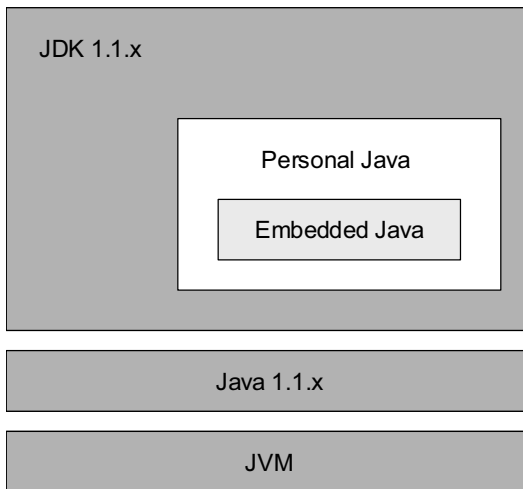 JDK 1.1.x
Personal Java
Embedded Java
Java 1.1.x
JVM